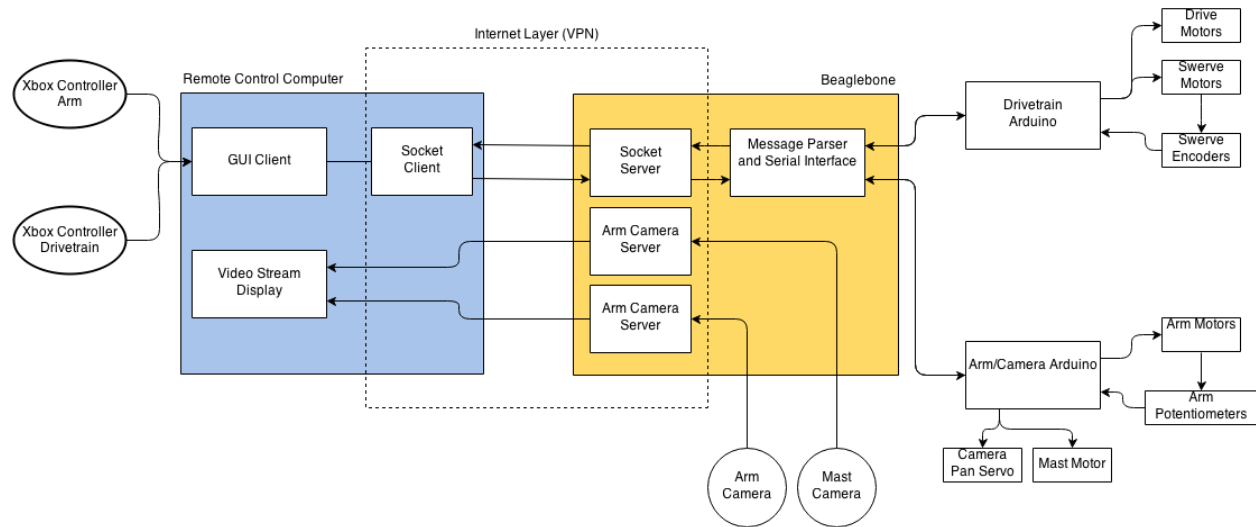 Internet Layer (VPN)
Remote Control Computer
Beaglebone
Xbox Controller
Arm
Xbox Controller
Drivetrain
GUI Client
Socket
Client
Video Stream
Display
Socket
Server
Message Parser
and Serial Interface
Arm Camera
Server
Arm Camera
Server
Arm
Camera
Mast
Camera
Drivetrain
Arduino
Drive
Motors
Swerve
Motors
Swerve
Encoders
Arm/Camera Arduino
Arm Motors
Arm
Potentiometers
Camera
Pan Servo
Mast Motor